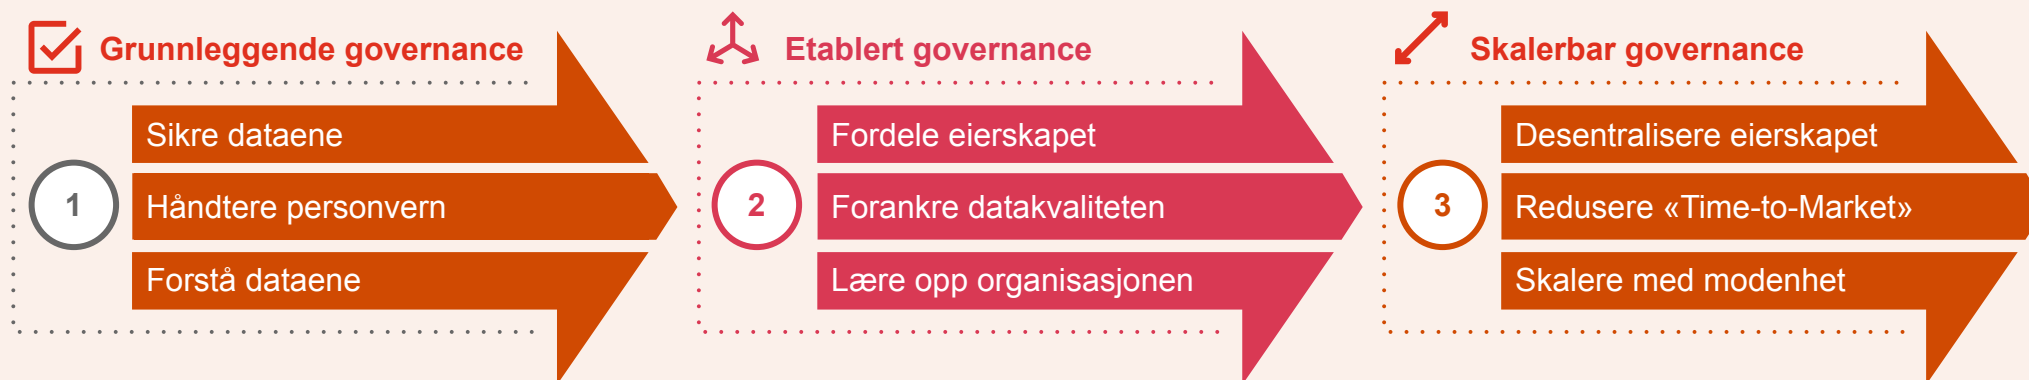 Grunnleggende governance
1
Sikre dataene
Håndtere personvern
Forstå dataene
Etablert governance
2
Fordele eierskapet
Forankre datakvaliteten
Lære opp organisasjonen
Skalerbar governance
3
Desentralisere eierskapet
Redusere «Time-to-Market»
Skalere med modenhet